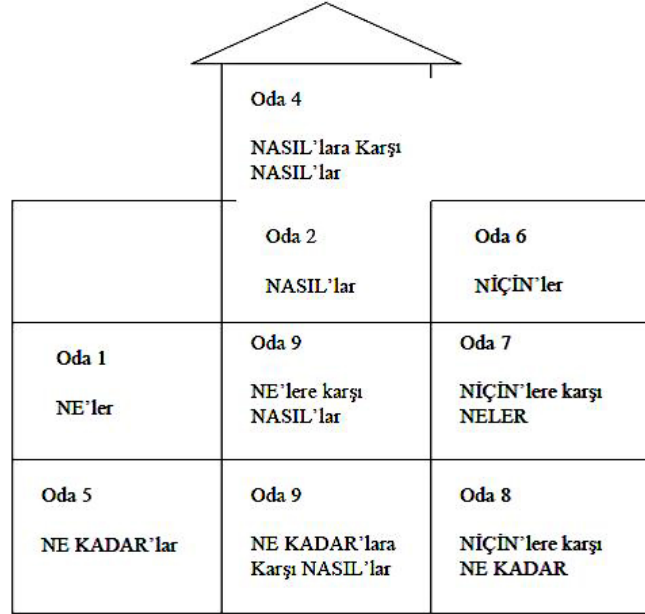 Oda 4
NASIL'lara Karşı
NASIL'lar
Oda 2
NASIL'lar
Oda 6
NİÇİN'ler
Oda 1
NE'ler
Oda 9
NE'lere karşı
NASIL'lar
Oda 7
NİÇİN'lere karşı
NELER
Oda 5
NE KADAR'lar
Oda 9
NE KADAR'lara
Karşı NASIL'lar
Oda 8
NİÇİN'lere karşı
NE KADAR